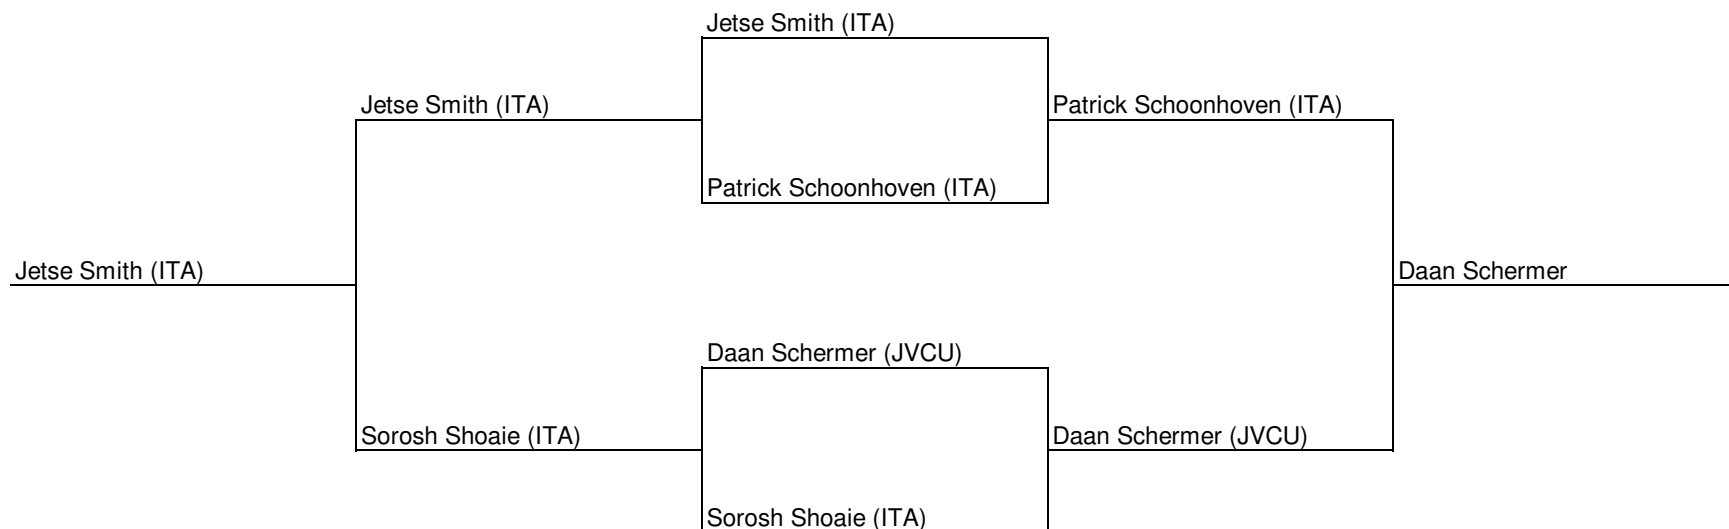 Jetse Smith (ITA)
Jetse Smith (ITA)
Patrick Schoonhoven (ITA)
Patrick Schoonhoven (ITA)
Jetse Smith (ITA)
Daan Schermer
Daan Schermer (JVCU)
Sorosh Shoaie (ITA)
Daan Schermer (JVCU)
Sorosh Shoaie (ITA)